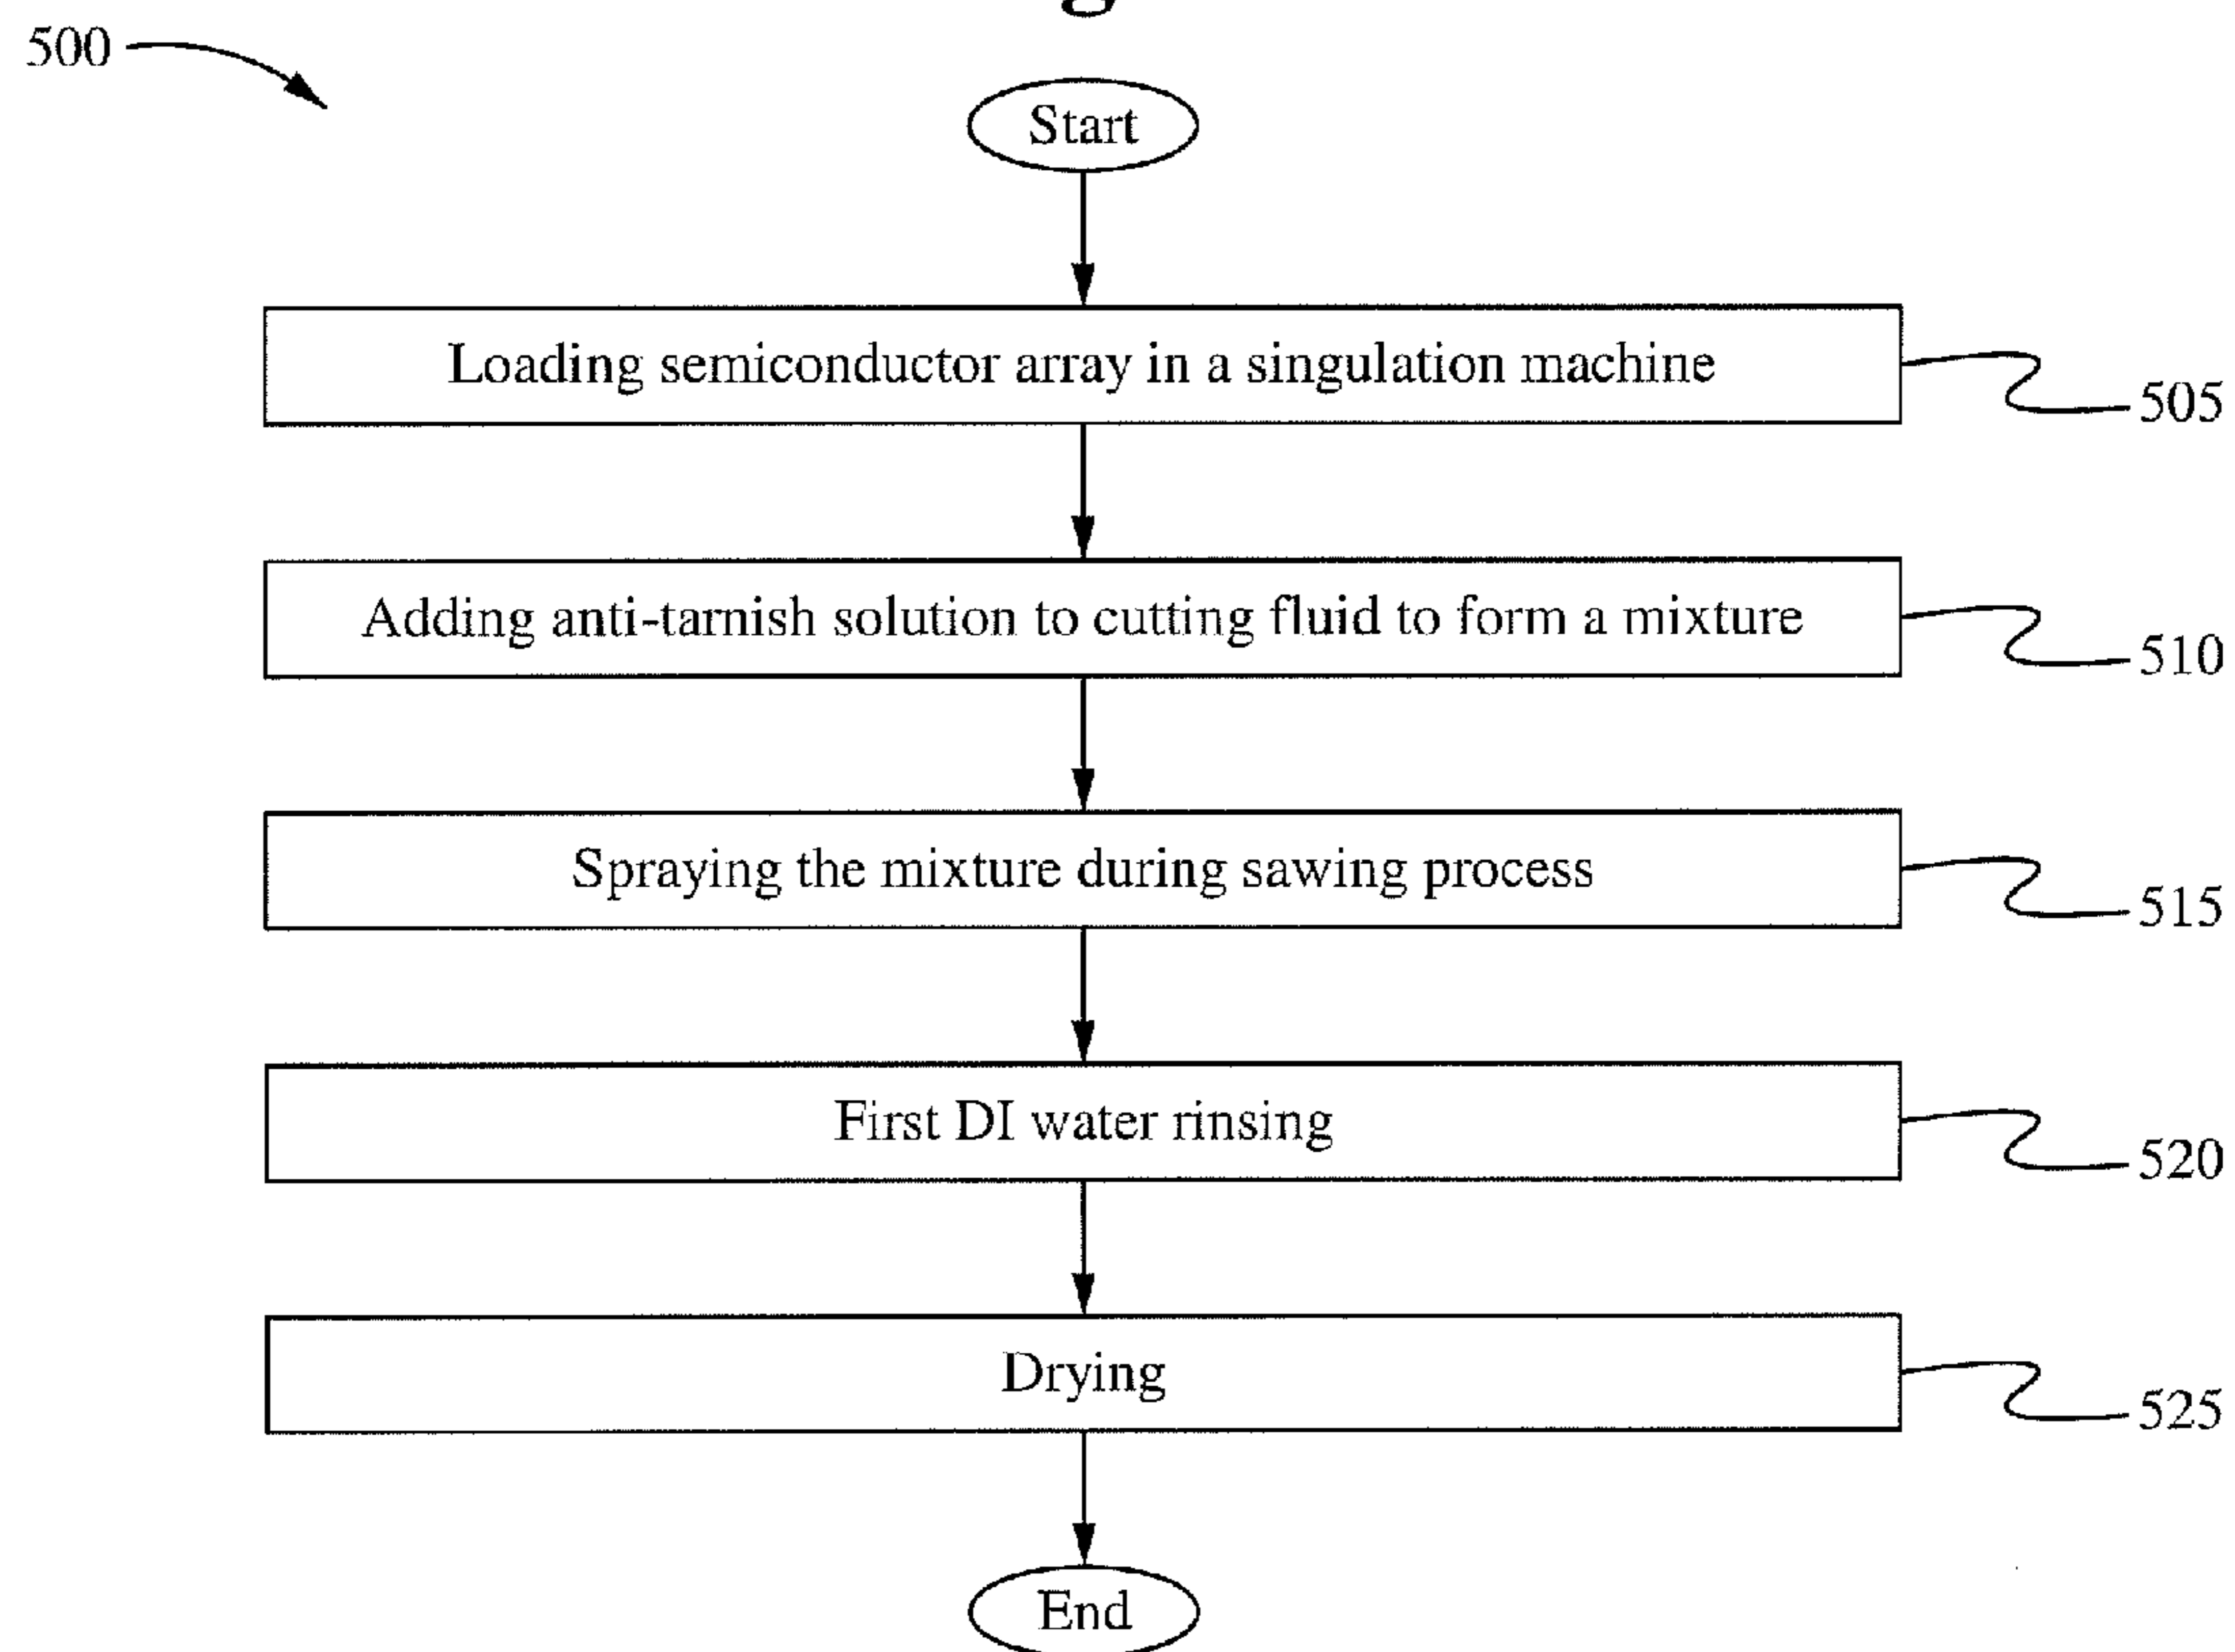 500
Start
Loading semiconductor array in a singulation machine
505
Adding anti-tarnish solution to cutting fluid to form a mixture
510
Spraying the mixture during sawing process
515
First DI water rinsing
520
Drying
525
End